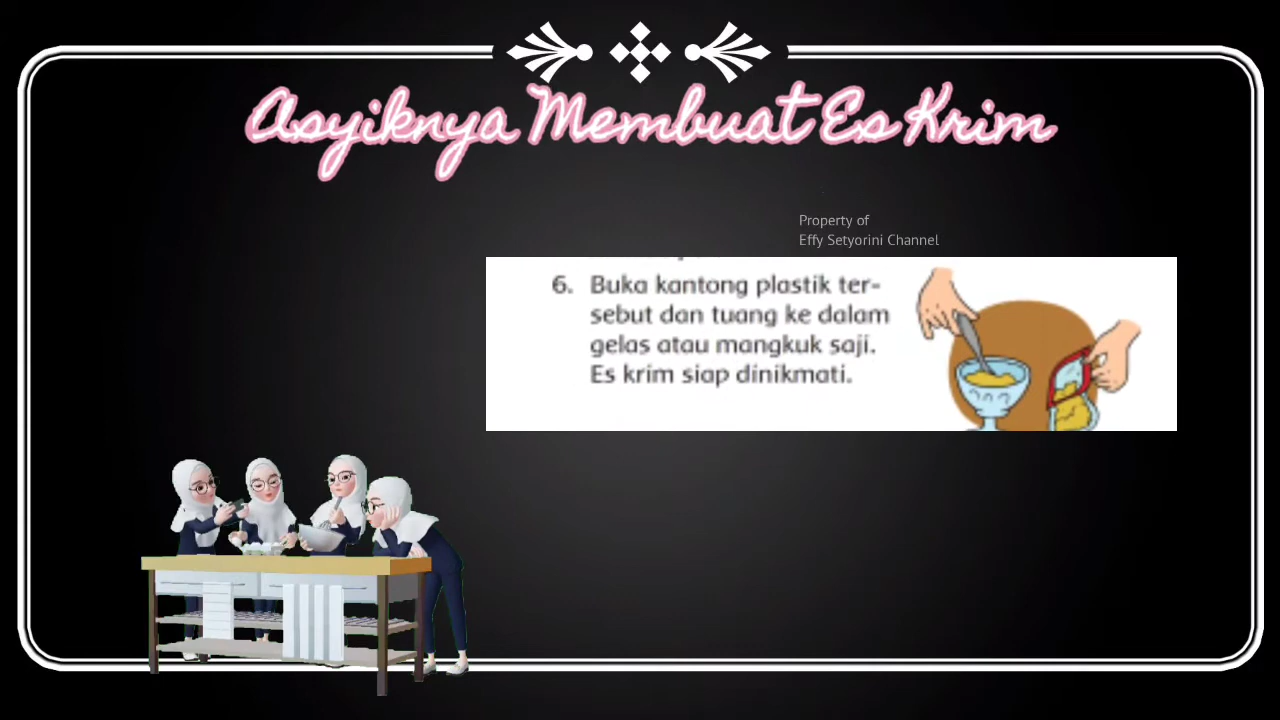 Asyiknya Membuat Es Krim
Property of
Effy Setyorini Channel
6. Buka kantong plastik ter-
sebut dan tuang ke dalam
gelas atau mangkuk saji.
Es krim siap dinikmati.